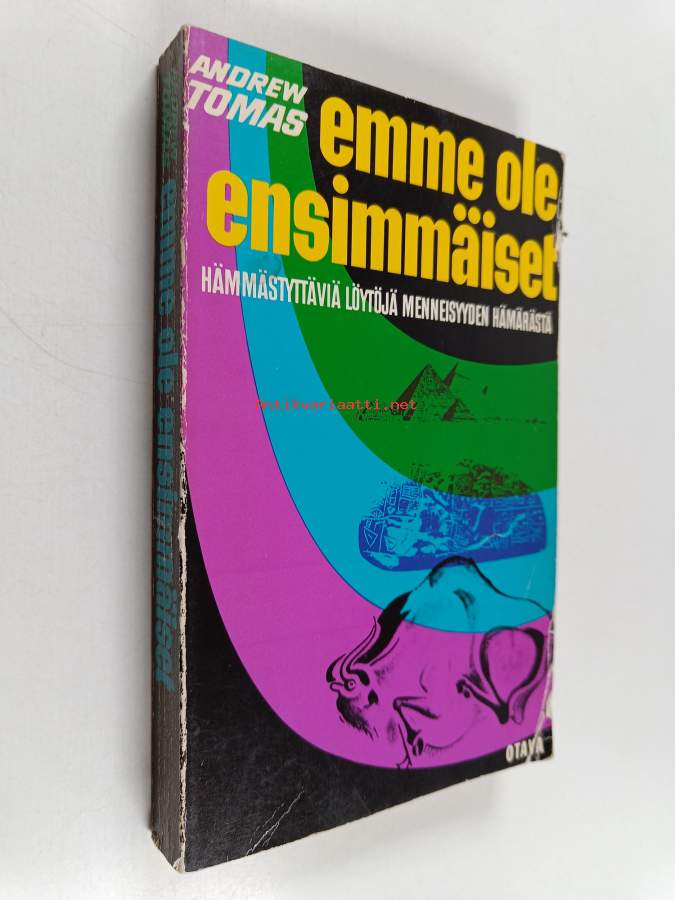 ANDREW
TOMAS
emme ole
ensimmäiset
HÄMMÄSTYTTÄVIÄ LÖYTÖJÄ MENNEISYYDEN HÄMÄRÄSTÄ
antikvariaatti.net
OTAVA
emme ole ensimmäiset